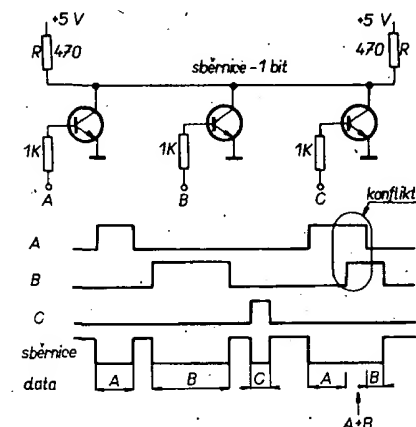 +5 V +5 V
R 470 470 R
sběrnice - 1 bit
1K 1K 1K
A B C
konflikt
A
B
C
sběrnice
data A B C A B
A+B